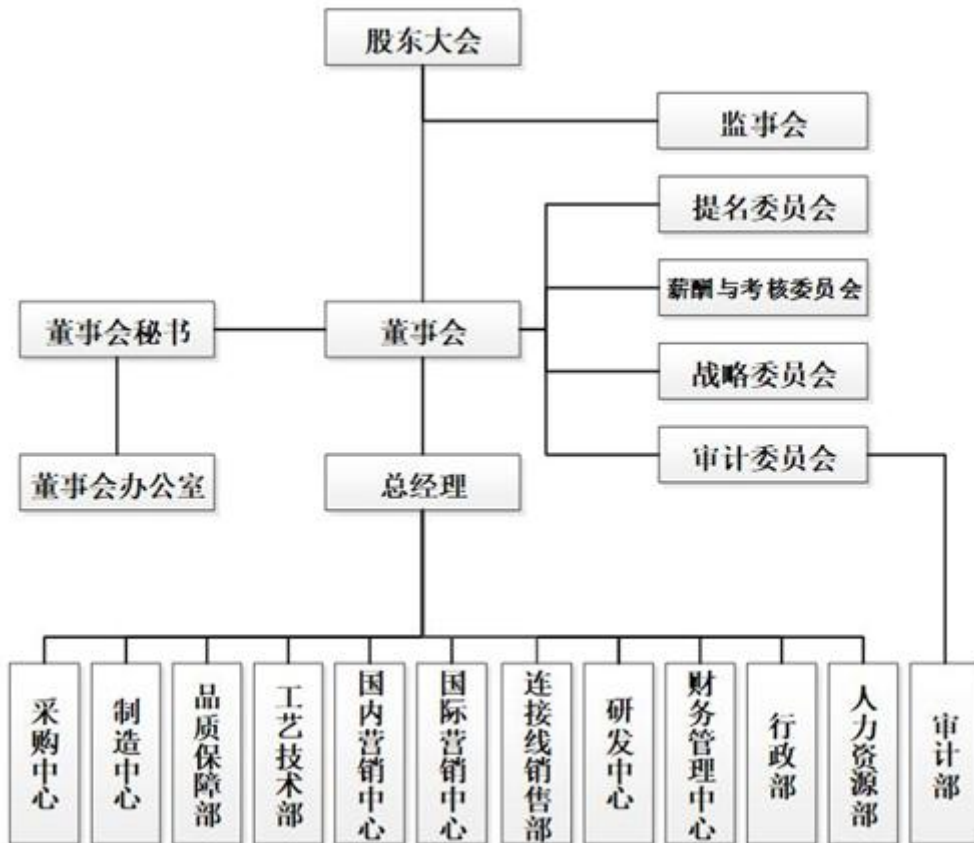 股东大会
监事会
提名委员会
薪酬与考核委员会
董事会秘书
董事会
战略委员会
董事会办公室
总经理
审计委员会
采购中心
制造中心
品质保障部
工艺技术部
国内营销中心
国际营销中心
连接线销售部
研发中心
财务管理中心
行政部
人力资源部
审计部